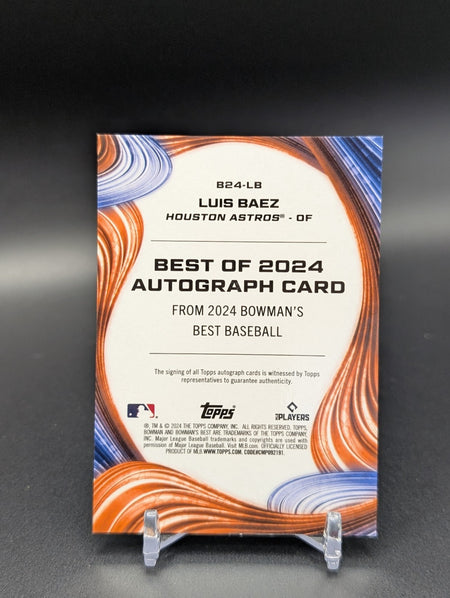 B24-LB
LUIS BAEZ
HOUSTON ASTROS® - OF
BEST OF 2024
AUTOGRAPH CARD
FROM 2024 BOWMAN'S
BEST BASEBALL
The signing of all Topps autograph cards is witnessed by Topps
representatives to guarantee authenticity.
Topps
PLAYERS
®, TM & © 2024 THE TOPPS COMPANY, INC. ALL RIGHTS RESERVED. TOPPS,
BOWMAN AND BOWMAN'S BEST ARE TRADEMARKS OF THE TOPPS COMPANY,
INC. Major League Baseball trademarks and copyrights are used with
permission of Major League Baseball. Visit MLB.com. OFFICIALLY LICENSED
PRODUCT OF MLB WWW.TOPPS.COM. CODE#CMP092191